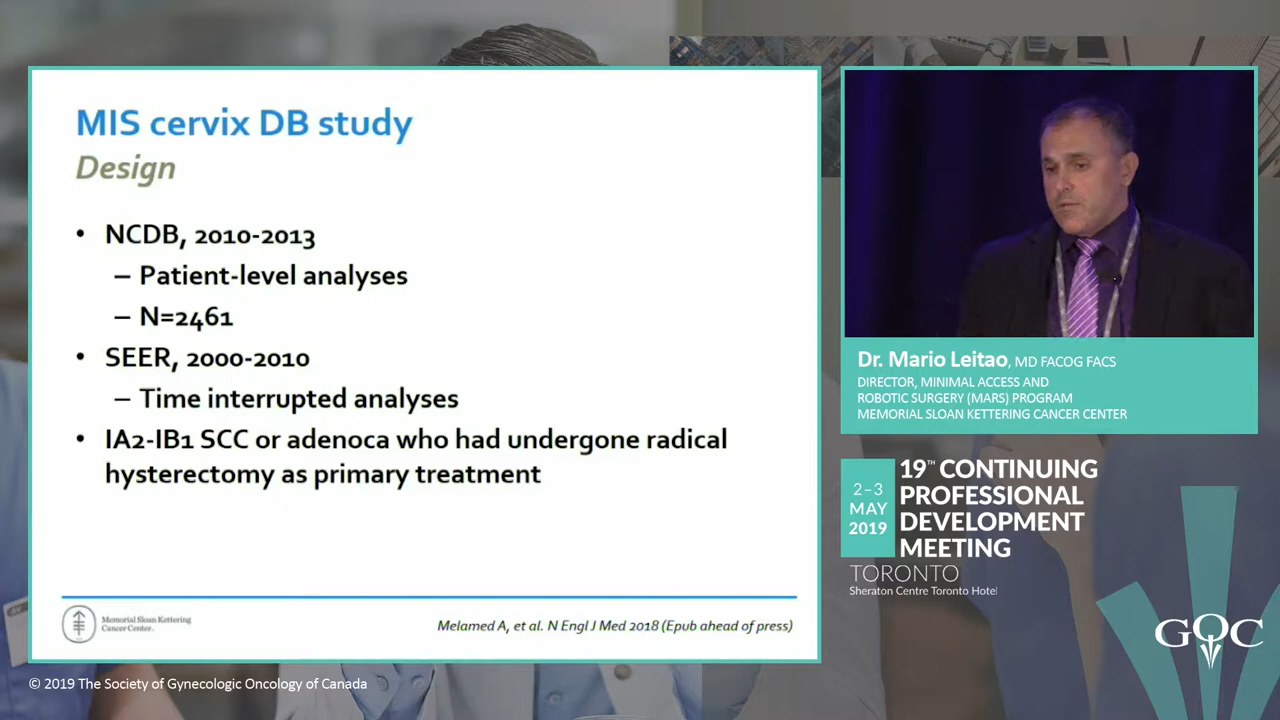 MIS cervix DB study
Design
• NCDB, 2010-2013
– Patient-level analyses
– N=2461
• SEER, 2000-2010
– Time interrupted analyses
• IA2-IB1 SCC or adenoca who had undergone radical
hysterectomy as primary treatment
Memorial Sloan Kettering
Cancer Center
Melamed A, et al. N Engl J Med 2018 (Epub ahead of press)
Dr. Mario Leitao, MD FACOG FACS
DIRECTOR, MINIMAL ACCESS AND
ROBOTIC SURGERY (MARS) PROGRAM
MEMORIAL SLOAN KETTERING CANCER CENTER
2–3
MAY
2019
19TH CONTINUING
PROFESSIONAL
DEVELOPMENT
MEETING
TORONTO
Sheraton Centre Toronto Hotel
GOC
© 2019 The Society of Gynecologic Oncology of Canada